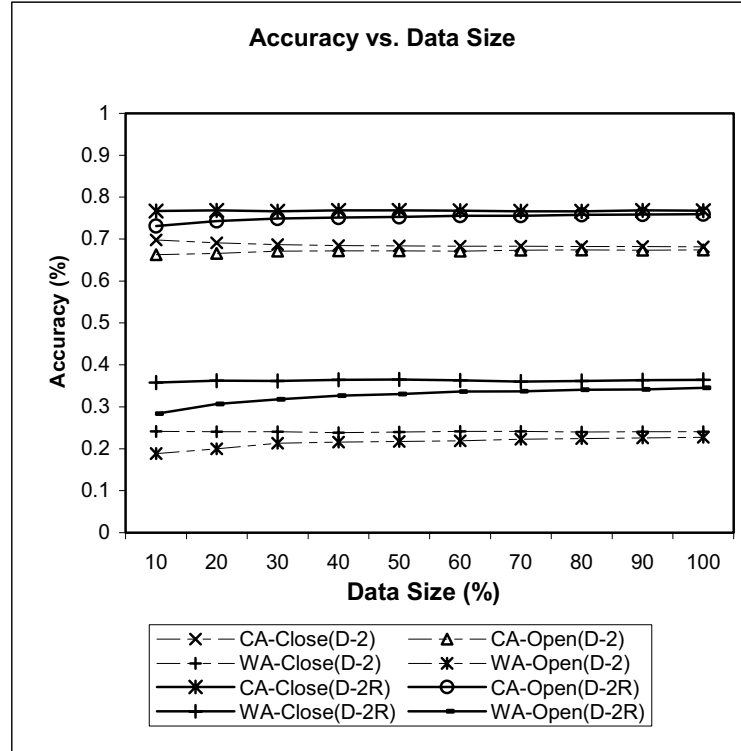 Accuracy vs. Data Size
1
0.9
0.8
0.7
0.6
0.5
0.4
0.3
0.2
0.1
0
Accuracy (%)
10 20 30 40 50 60 70 80 90 100
Data Size (%)
CA-Close(D-2) CA-Open(D-2)
WA-Close(D-2) WA-Open(D-2)
CA-Close(D-2R) CA-Open(D-2R)
WA-Close(D-2R) WA-Open(D-2R)